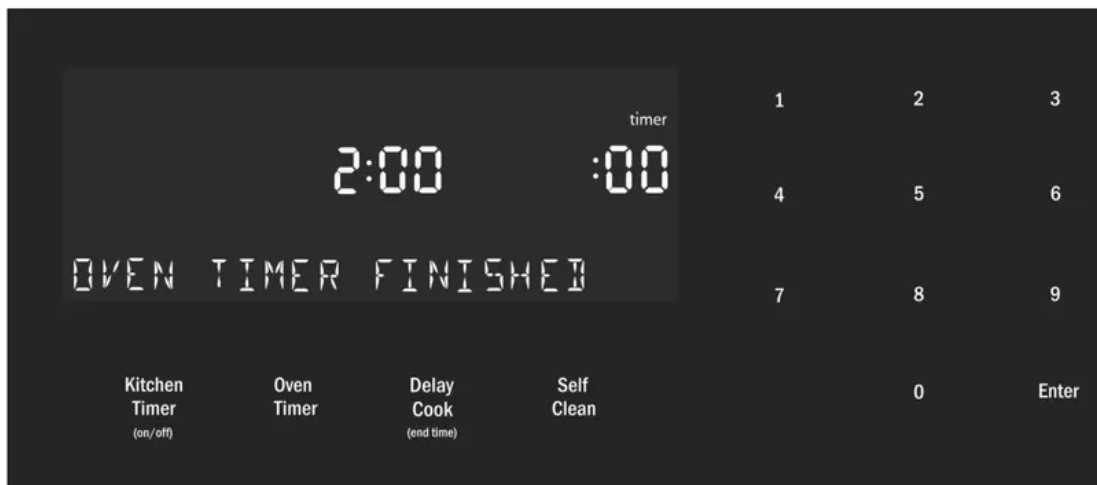 timer
2:00 :00
OVEN TIMER FINISHED
1 2 3
4 5 6
7 8 9
0 Enter
Kitchen Timer (on/off)
Oven Timer
Delay Cook (end time)
Self Clean